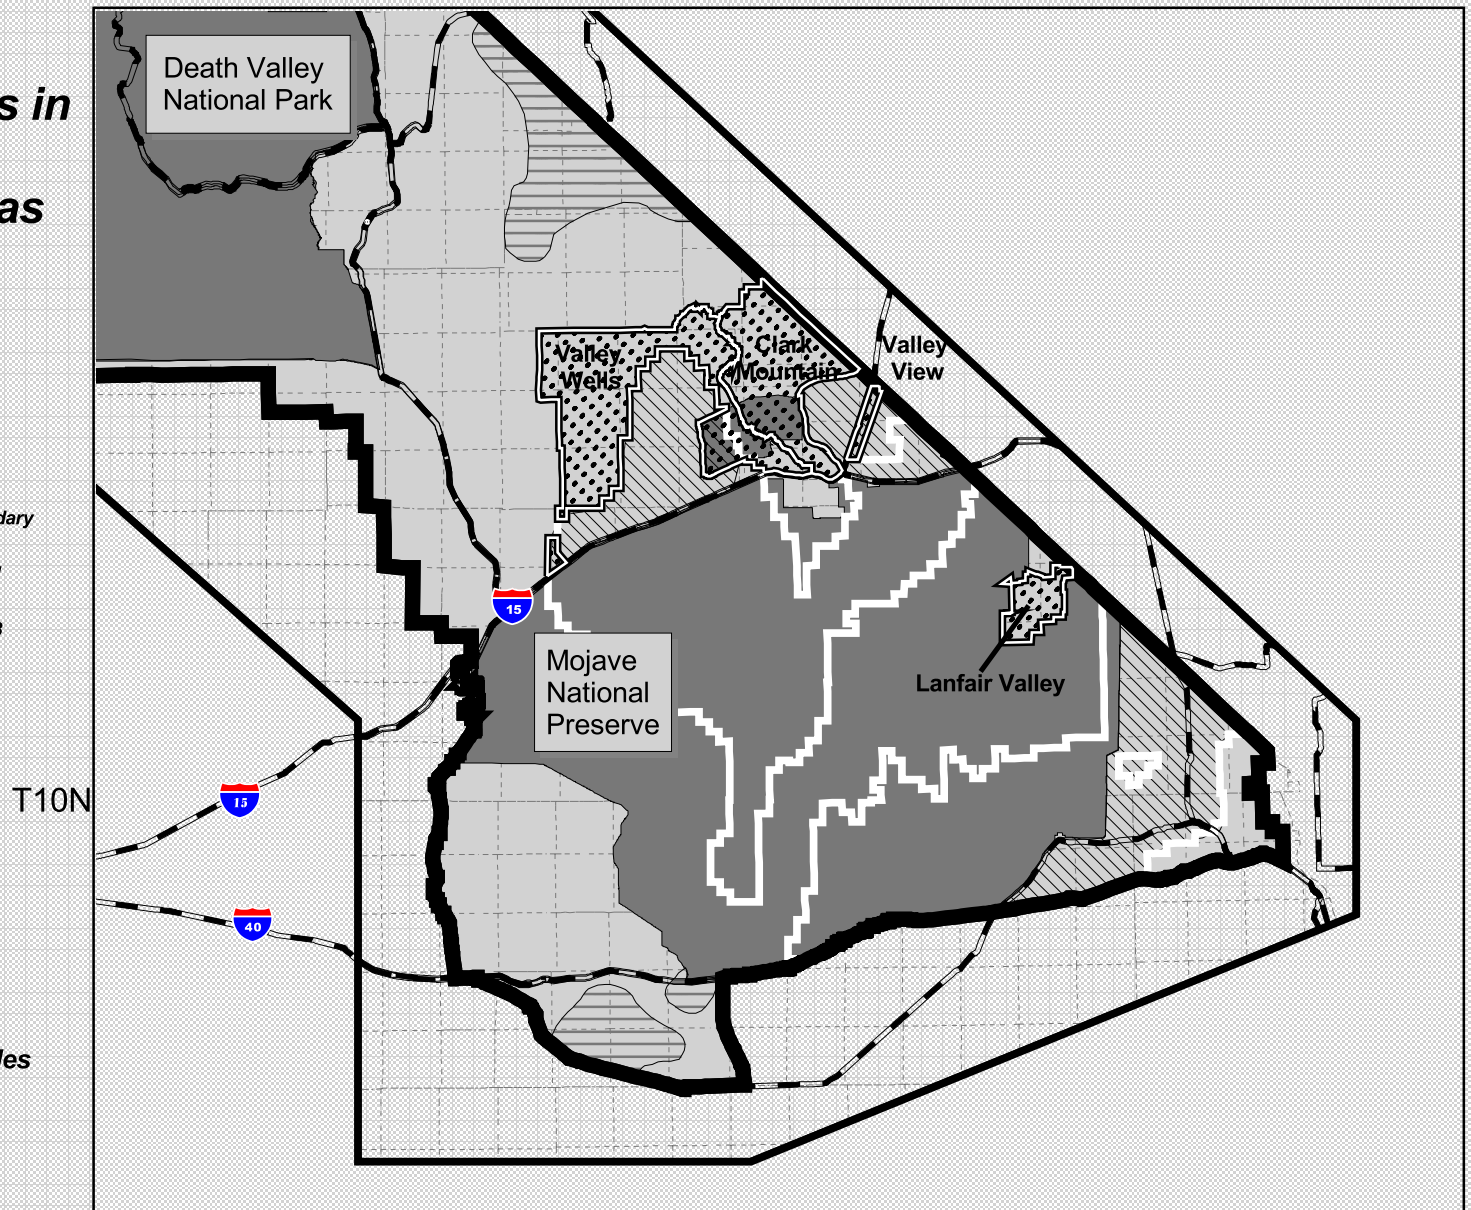 s in
Death Valley
National Park
as
Valley
Wells
Clark
Mountain
Valley
View
dary
15
Mojave
National
Preserve
Lanfair Valley
T10N
15
40
les